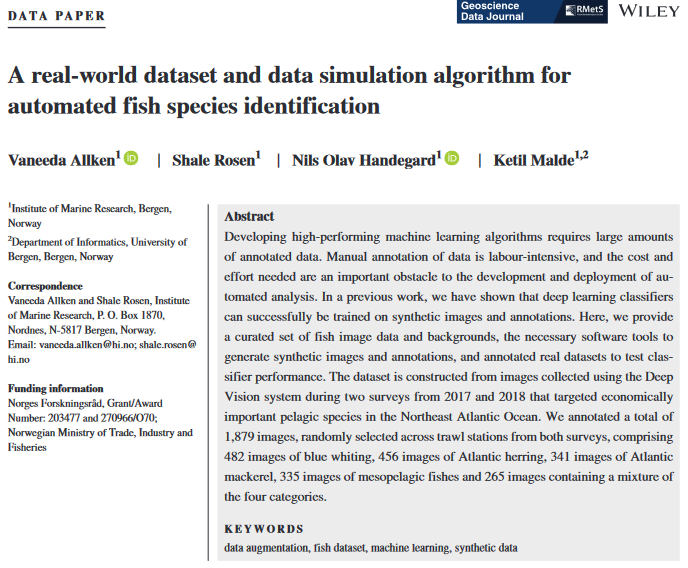 DATA PAPER
Geoscience
Data Journal
RMetS
WILEY
A real-world dataset and data simulation algorithm for
automated fish species identification
Vaneeda Allken1 | Shale Rosen1 | Nils Olav Handegard1 | Ketil Malde1,2
1Institute of Marine Research, Bergen,
Norway
2Department of Informatics, University of
Bergen, Bergen, Norway
Correspondence
Vaneeda Allken and Shale Rosen, Institute
of Marine Research, P. O. Box 1870,
Nordnes, N-5817 Bergen, Norway.
Email: vaneeda.allken@hi.no; shale.rosen@
hi.no
Funding information
Norges Forskningsråd, Grant/Award
Number: 203477 and 270966/O70;
Norwegian Ministry of Trade, Industry and
Fisheries
Abstract
Developing high-performing machine learning algorithms requires large amounts
of annotated data. Manual annotation of data is labour-intensive, and the cost and
effort needed are an important obstacle to the development and deployment of au-
tomated analysis. In a previous work, we have shown that deep learning classifiers
can successfully be trained on synthetic images and annotations. Here, we provide
a curated set of fish image data and backgrounds, the necessary software tools to
generate synthetic images and annotations, and annotated real datasets to test clas-
sifier performance. The dataset is constructed from images collected using the Deep
Vision system during two surveys from 2017 and 2018 that targeted economically
important pelagic species in the Northeast Atlantic Ocean. We annotated a total of
1,879 images, randomly selected across trawl stations from both surveys, comprising
482 images of blue whiting, 456 images of Atlantic herring, 341 images of Atlantic
mackerel, 335 images of mesopelagic fishes and 265 images containing a mixture of
the four categories.
KEYWORDS
data augmentation, fish dataset, machine learning, synthetic data